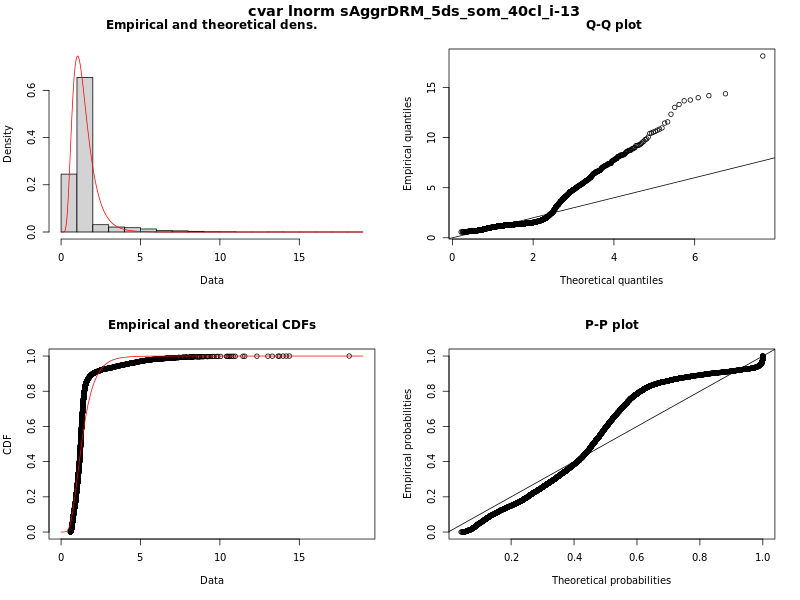 cvar lnorm sAggrDRM_5ds_som_40cl_i-13
Empirical and theoretical dens.
Density
0.0 0.2 0.4 0.6
0 5 10 15
Data
Q-Q plot
Empirical quantiles
0 5 10 15
0 2 4 6
Theoretical quantiles
Empirical and theoretical CDFs
CDF
0.0 0.2 0.4 0.6 0.8 1.0
0 5 10 15
Data
P-P plot
Empirical probabilities
0.0 0.2 0.4 0.6 0.8 1.0
0.2 0.4 0.6 0.8 1.0
Theoretical probabilities